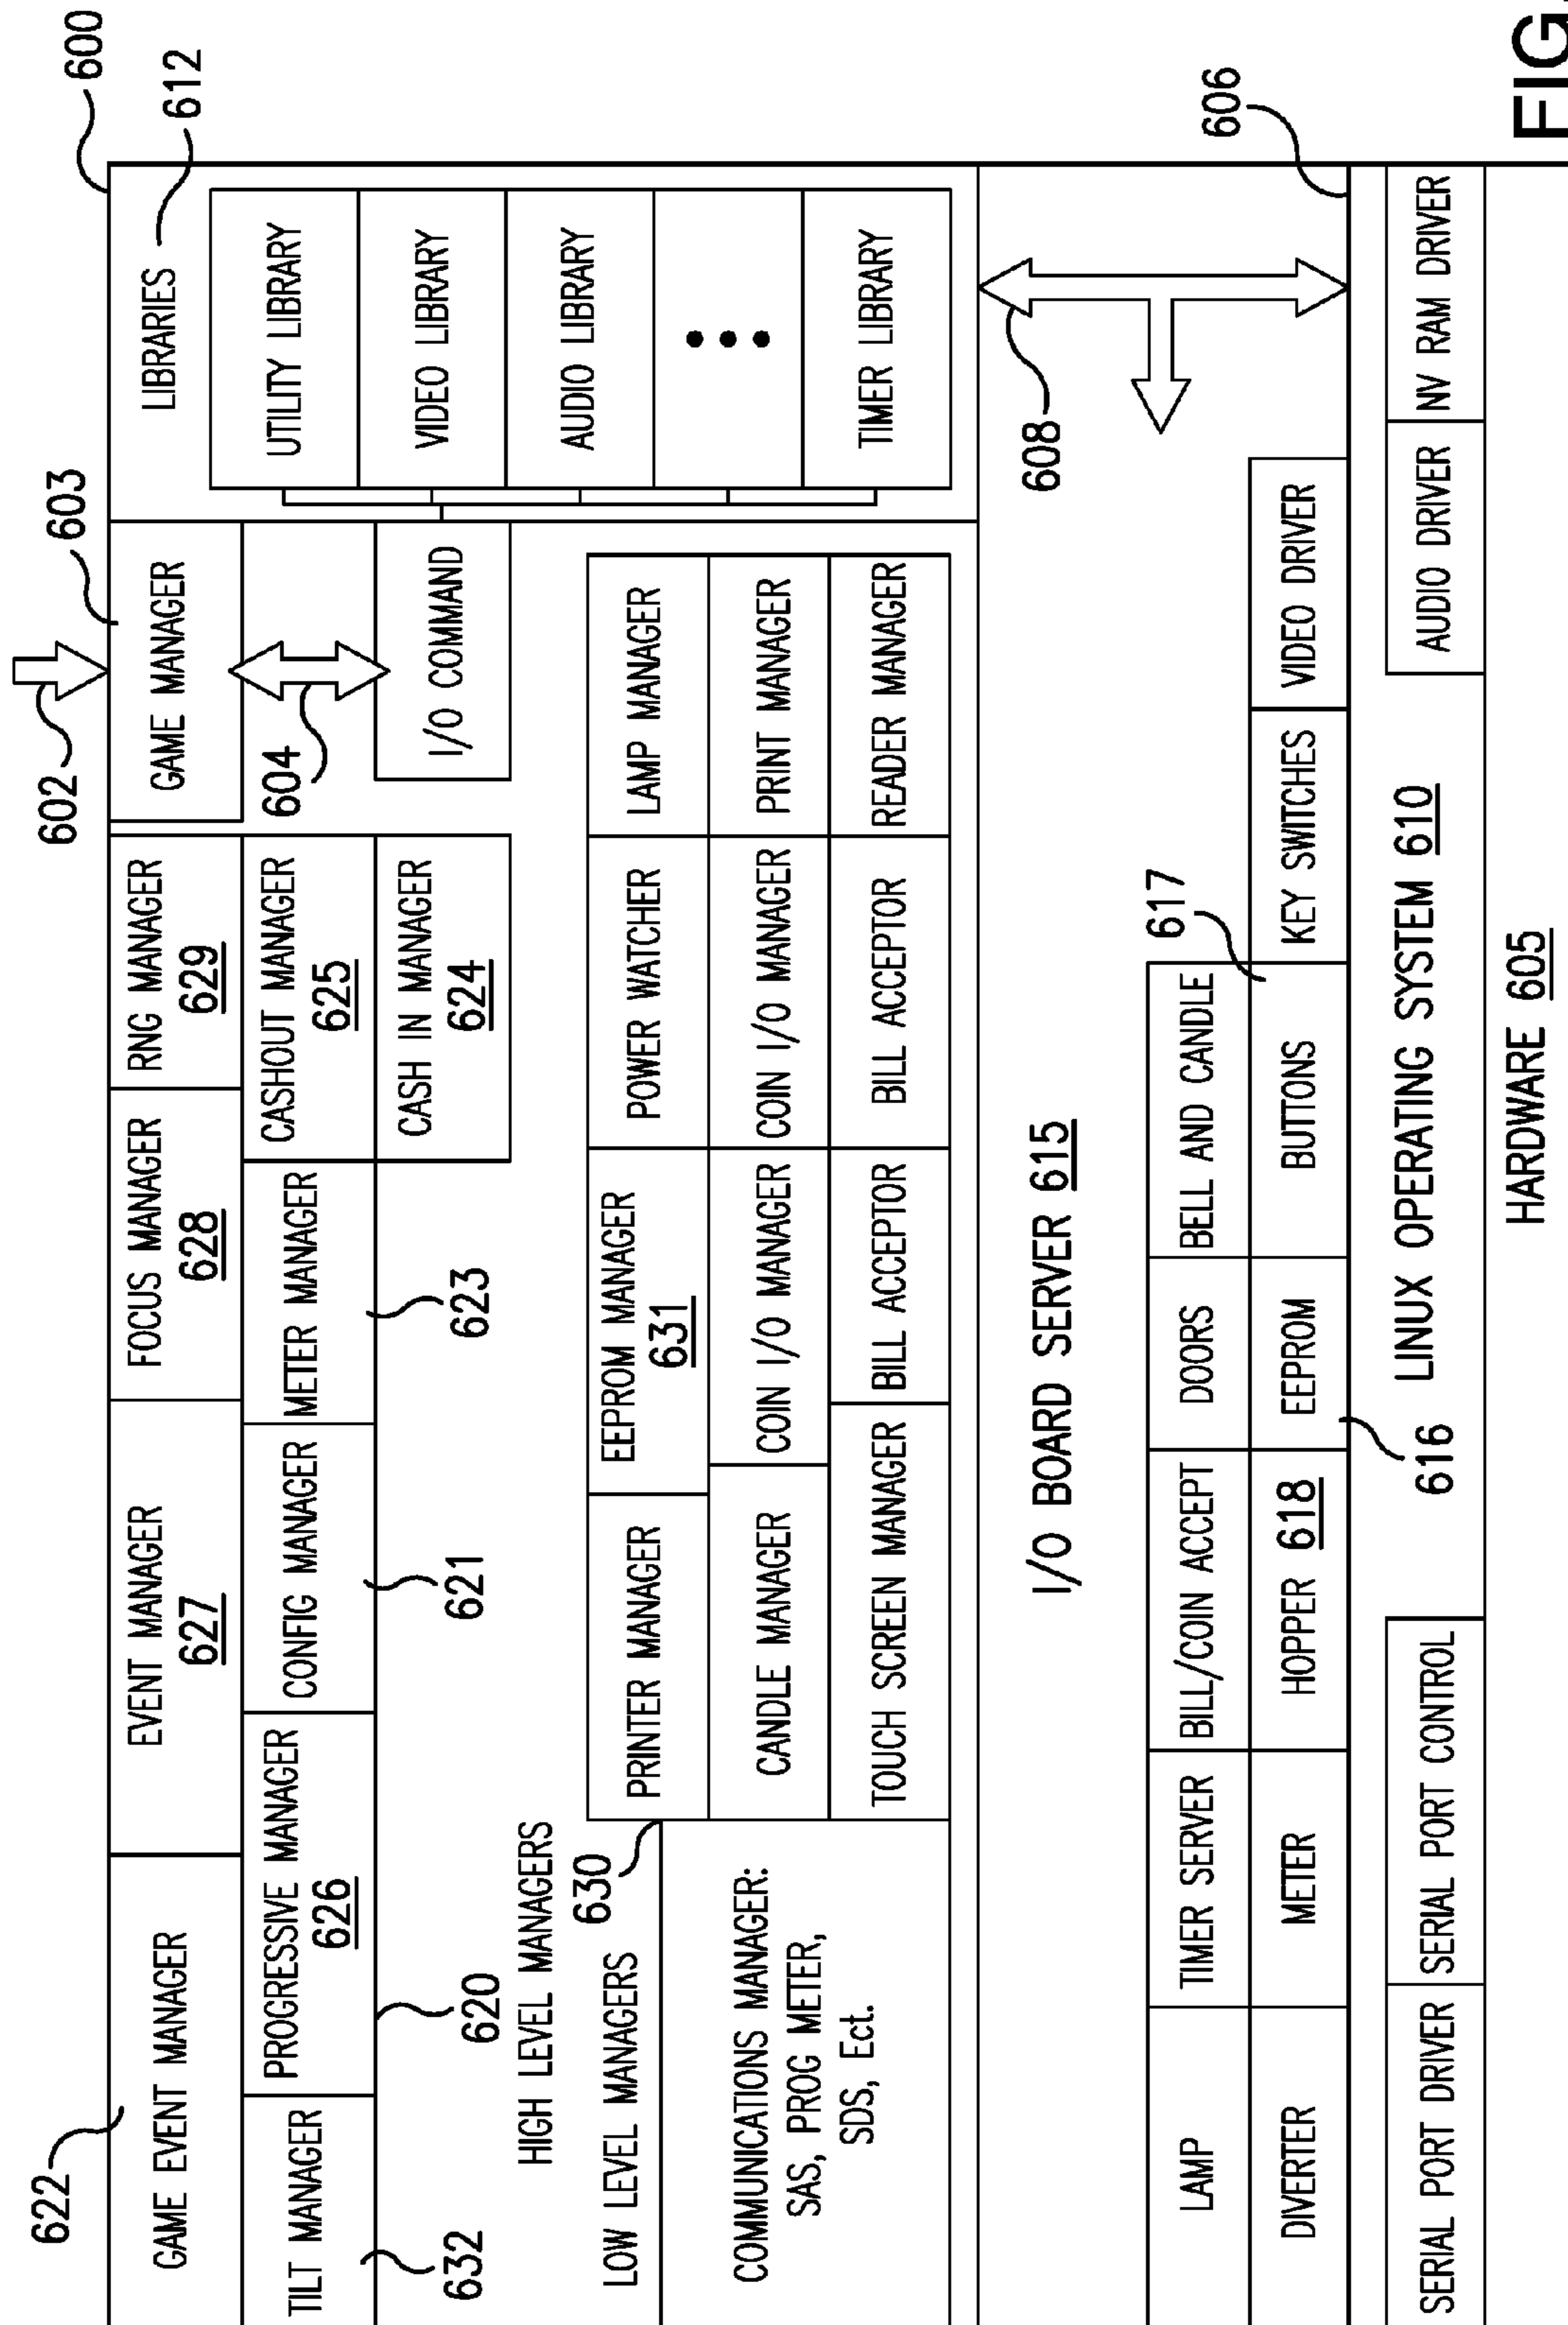 602
603
600
622
GAME EVENT MANAGER
EVENT MANAGER
627
FOCUS MANAGER
628
RNG MANAGER
629
GAME MANAGER
LIBRARIES
612
TILT MANAGER
632
PROGRESSIVE MANAGER
626
CONFIG MANAGER
621
METER MANAGER
623
CASHOUT MANAGER
625
604
CASH IN MANAGER
624
I/O COMMAND
UTILITY LIBRARY
VIDEO LIBRARY
AUDIO LIBRARY
TIMER LIBRARY
620
HIGH LEVEL MANAGERS
630
LOW LEVEL MANAGERS
COMMUNICATIONS MANAGER:
SAS, PROG METER,
SDS, Ect.
PRINTER MANAGER
EEPROM MANAGER
631
POWER WATCHER
LAMP MANAGER
CANDLE MANAGER
COIN I/O MANAGER
COIN I/O MANAGER
PRINT MANAGER
TOUCH SCREEN MANAGER
BILL ACCEPTOR
BILL ACCEPTOR
READER MANAGER
I/O BOARD SERVER 615
608
617
606
LAMP
TIMER SERVER
BILL/COIN ACCEPT
DOORS
BELL AND CANDLE
DIVERTER
METER
HOPPER 618
EEPROM
BUTTONS
KEY SWITCHES
VIDEO DRIVER
616
SERIAL PORT DRIVER
SERIAL PORT CONTROL
LINUX OPERATING SYSTEM 610
AUDIO DRIVER
NV RAM DRIVER
HARDWARE 605
FIG.